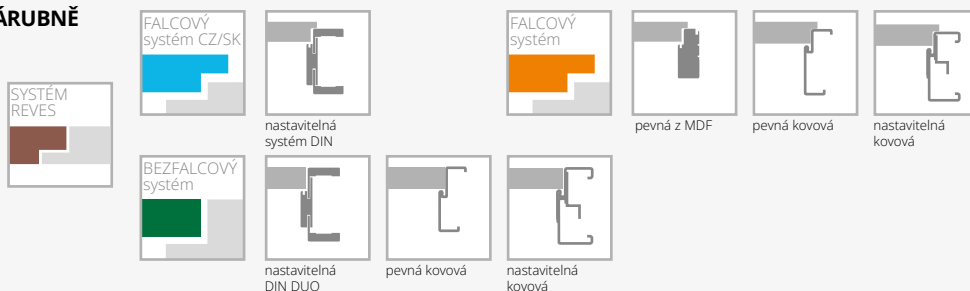 ÁRUBNĚ
SYSTÉM
REVES
FALCOVÝ
systém CZ/SK
nastavitelná
systém DIN
FALCOVÝ
systém
pevná z MDF
pevná kovová
nastavitelná
kovová
BEZFALCOVÝ
systém
nastavitelná
DIN DUO
pevná kovová
nastavitelná
kovová